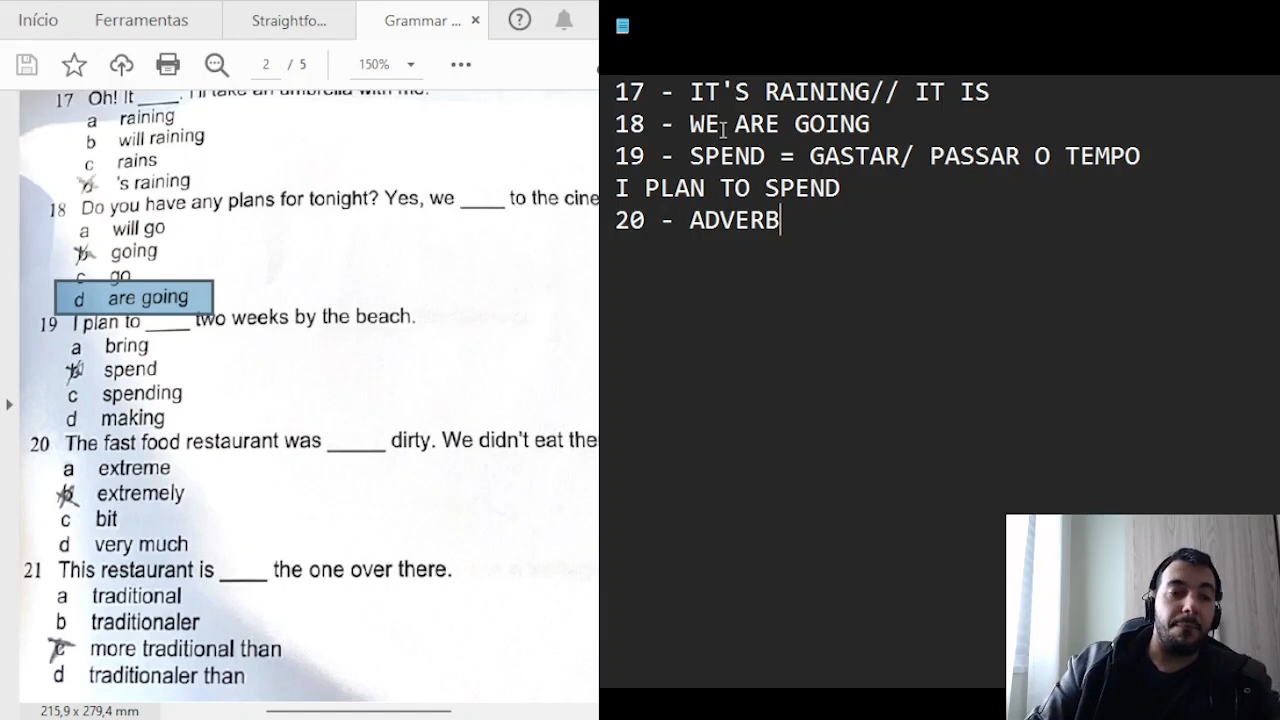 Início Ferramentas Straightfo... Grammar ... × ?
2 / 5 150%
17 Oh! It ____. I'll take an umbrella with me.
a raining
b will raining
c rains
's raining
18 Do you have any plans for tonight? Yes, we ____ to the cine
a will go
b going
c go
d are going
19 I plan to ____ two weeks by the beach.
a bring
b spend
c spending
d making
20 The fast food restaurant was _____ dirty. We didn't eat the
a extreme
b extremely
c bit
d very much
21 This restaurant is ____ the one over there.
a traditional
b traditionaler
c more traditional than
d traditionaler than
215,9 x 279,4 mm
17 - IT'S RAINING// IT IS
18 - WE ARE GOING
19 - SPEND = GASTAR/ PASSAR O TEMPO
I PLAN TO SPEND
20 - ADVERB